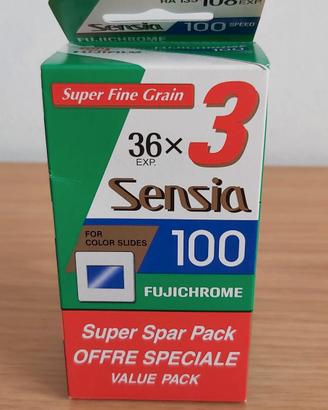 RA 135 108 EXP.
Sensia 100 SPEED
FUJICHROME
Super Fine Grain
36 × 3
EXP.
Sensia
FOR
COLOR SLIDES
100
FUJICHROME
Super Spar Pack
OFFRE SPECIALE
VALUE PACK